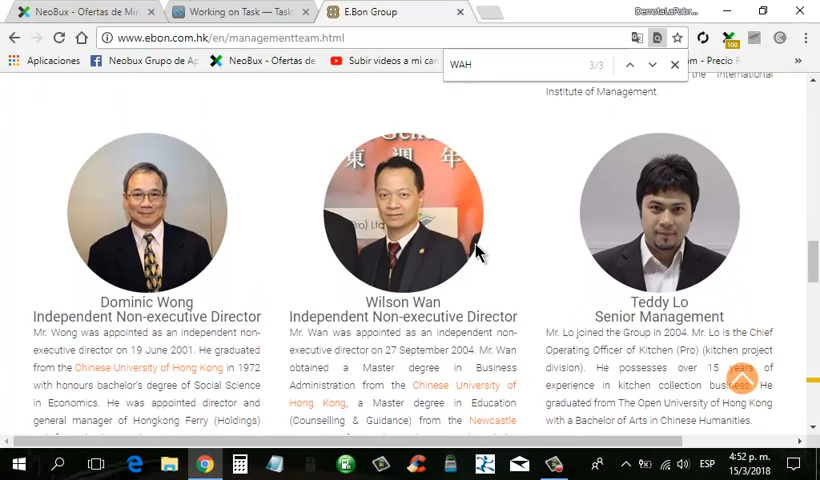 NeoBux - Ofertas de Min
Working on Task — Task
E.Bon Group
www.ebon.com.hk/en/managementteam.html
WAH
3/3
Aplicaciones
Neobux Grupo de Ap
NeoBux - Ofertas de
Subir videos a mi can
com - Precio
100
the International
Institute of Management.
東 週 年
Pro) Ltd
Dominic Wong
Independent Non-executive Director
Mr. Wong was appointed as an independent non-
executive director on 19 June 2001. He graduated
from the Chinese University of Hong Kong in 1972
with honours bachelor's degree of Social Science
in Economics. He was appointed director and
general manager of Hongkong Ferry (Holdings)
Wilson Wan
Independent Non-executive Director
Mr. Wan was appointed as an independent non-
executive director on 27 September 2004. Mr. Wan
obtained a Master degree in Business
Administration from the Chinese University of
Hong Kong, a Master degree in Education
(Counselling & Guidance) from the Newcastle
Teddy Lo
Senior Management
Mr. Lo joined the Group in 2004. Mr. Lo is the Chief
Operating Officer of Kitchen (Pro) (kitchen project
division). He possesses over 15 years of
experience in kitchen collection business. He
graduated from The Open University of Hong Kong
with a Bachelor of Arts in Chinese Humanities.
ESP
4:52 p. m.
15/3/2018